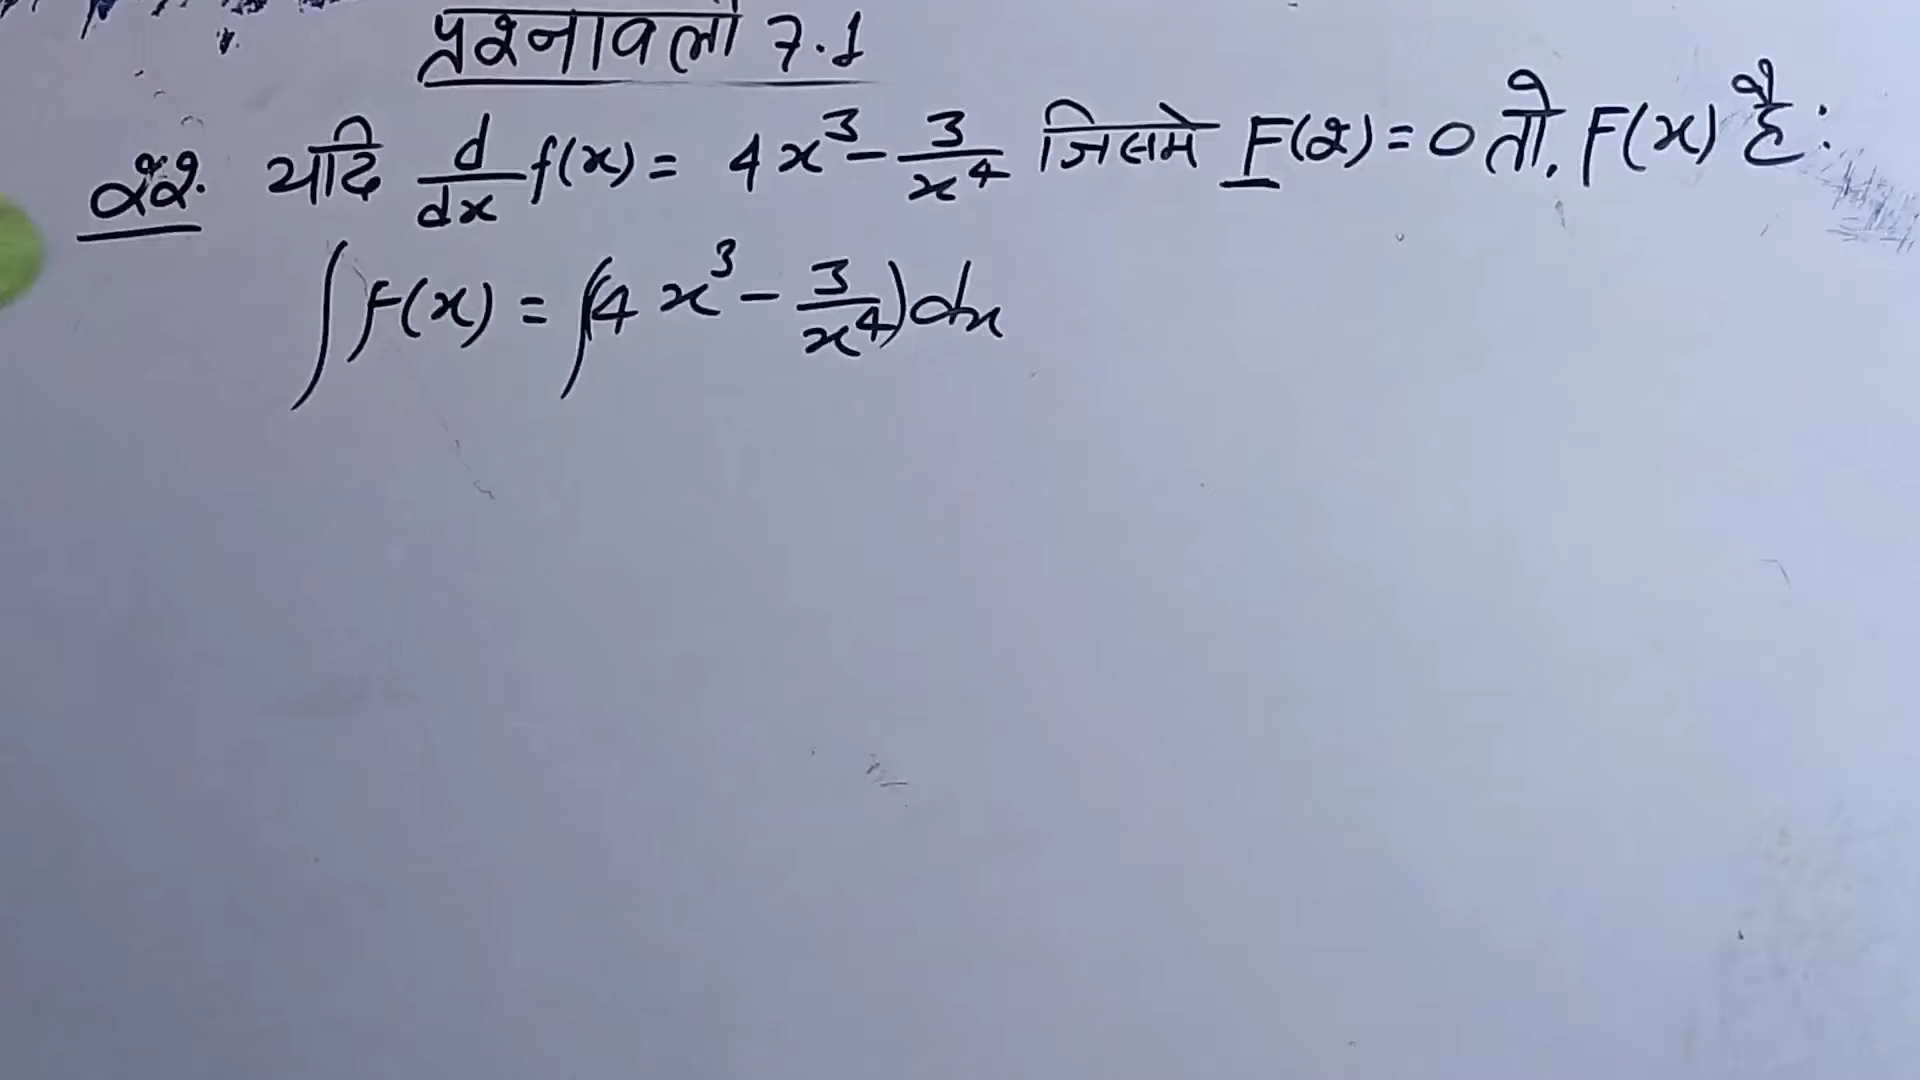 प्रश्नावली 7.1
22. यदि d/dx f(x) = 4x³ - 3/x⁴ जिसमे F(2) = 0 तो, F(x) है:
∫ F(x) = ∫(4x³ - 3/x⁴) dx